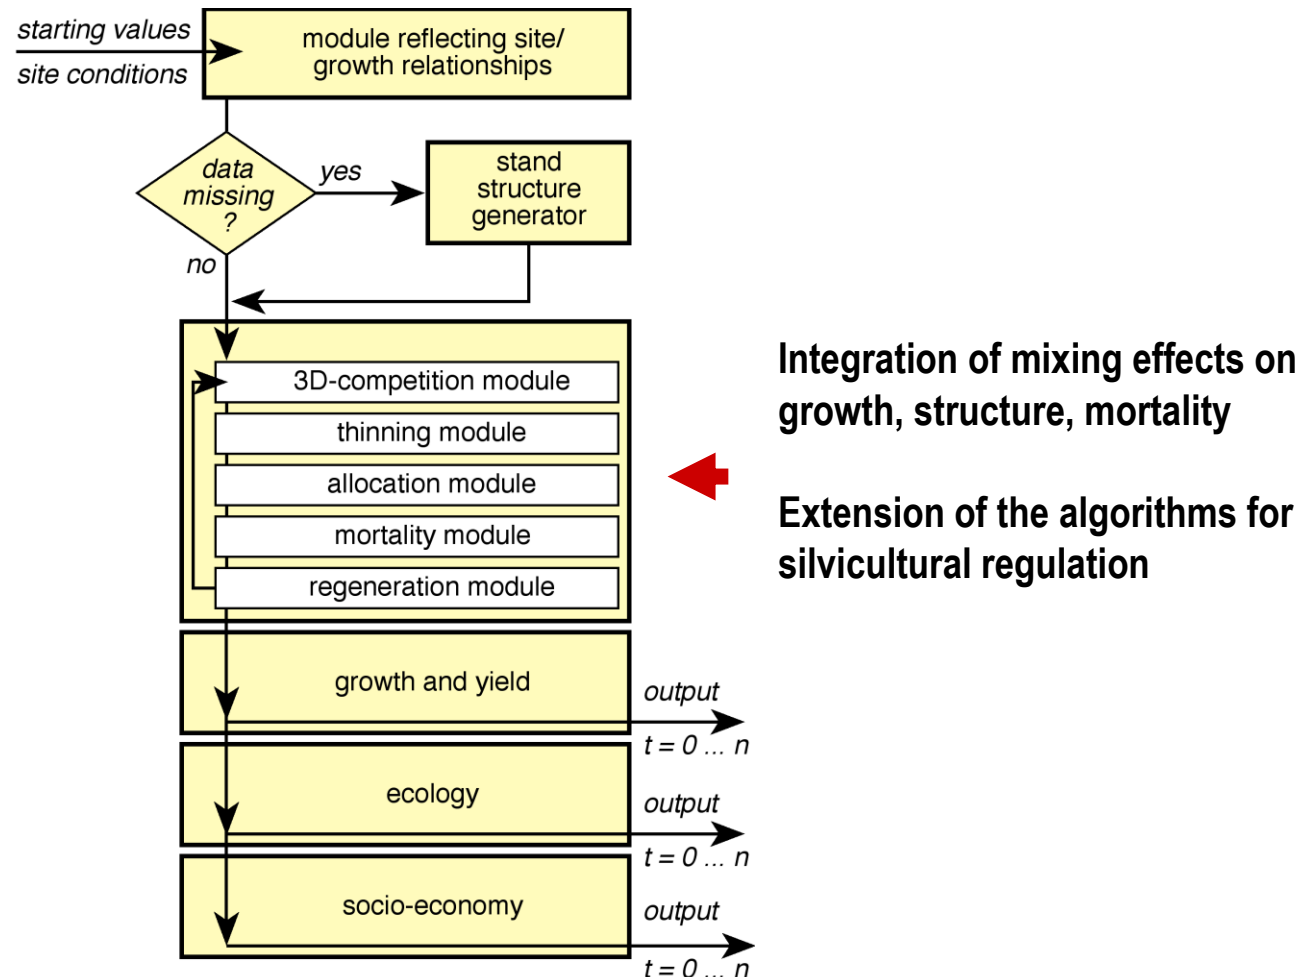 starting values
site conditions
module reflecting site/
growth relationships
data
missing
?
yes
stand
structure
generator
no
3D-competition module
thinning module
allocation module
mortality module
regeneration module
Integration of mixing effects on
growth, structure, mortality
Extension of the algorithms for
silvicultural regulation
growth and yield
output
t = 0 ... n
ecology
output
t = 0 ... n
socio-economy
output
t = 0 ... n